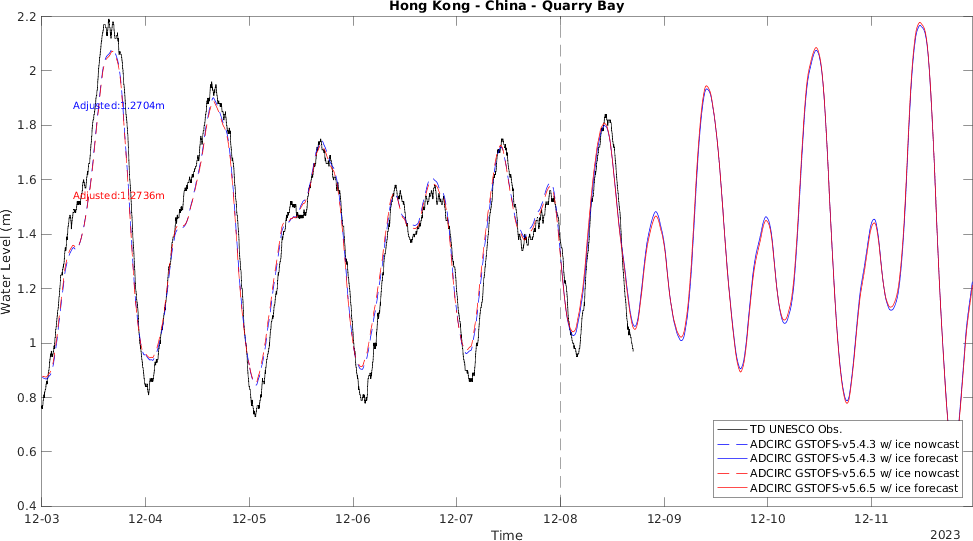 Hong Kong - China - Quarry Bay
2.2
2
1.8
1.6
1.4
1.2
1
0.8
0.6
0.4
Water Level (m)
Adjusted:1.2704m
Adjusted:1.2736m
TD UNESCO Obs.
ADCIRC GSTOFS-v5.4.3 w/ ice nowcast
ADCIRC GSTOFS-v5.4.3 w/ ice forecast
ADCIRC GSTOFS-v5.6.5 w/ ice nowcast
ADCIRC GSTOFS-v5.6.5 w/ ice forecast
12-03 12-04 12-05 12-06 12-07 12-08 12-09 12-10 12-11
Time
2023